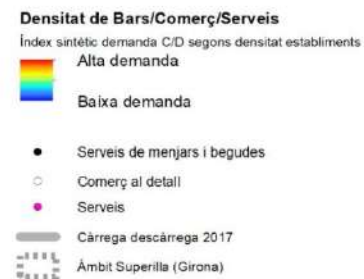 Densitat de Bars/Comerç/Serveis
Índex sintètic demanda C/D segons densitat establiments
Alta demanda
Baixa demanda
Serveis de menjars i begudes
Comerç al detall
Serveis
Càrrega descàrrega 2017
Àmbit Superilla (Girona)